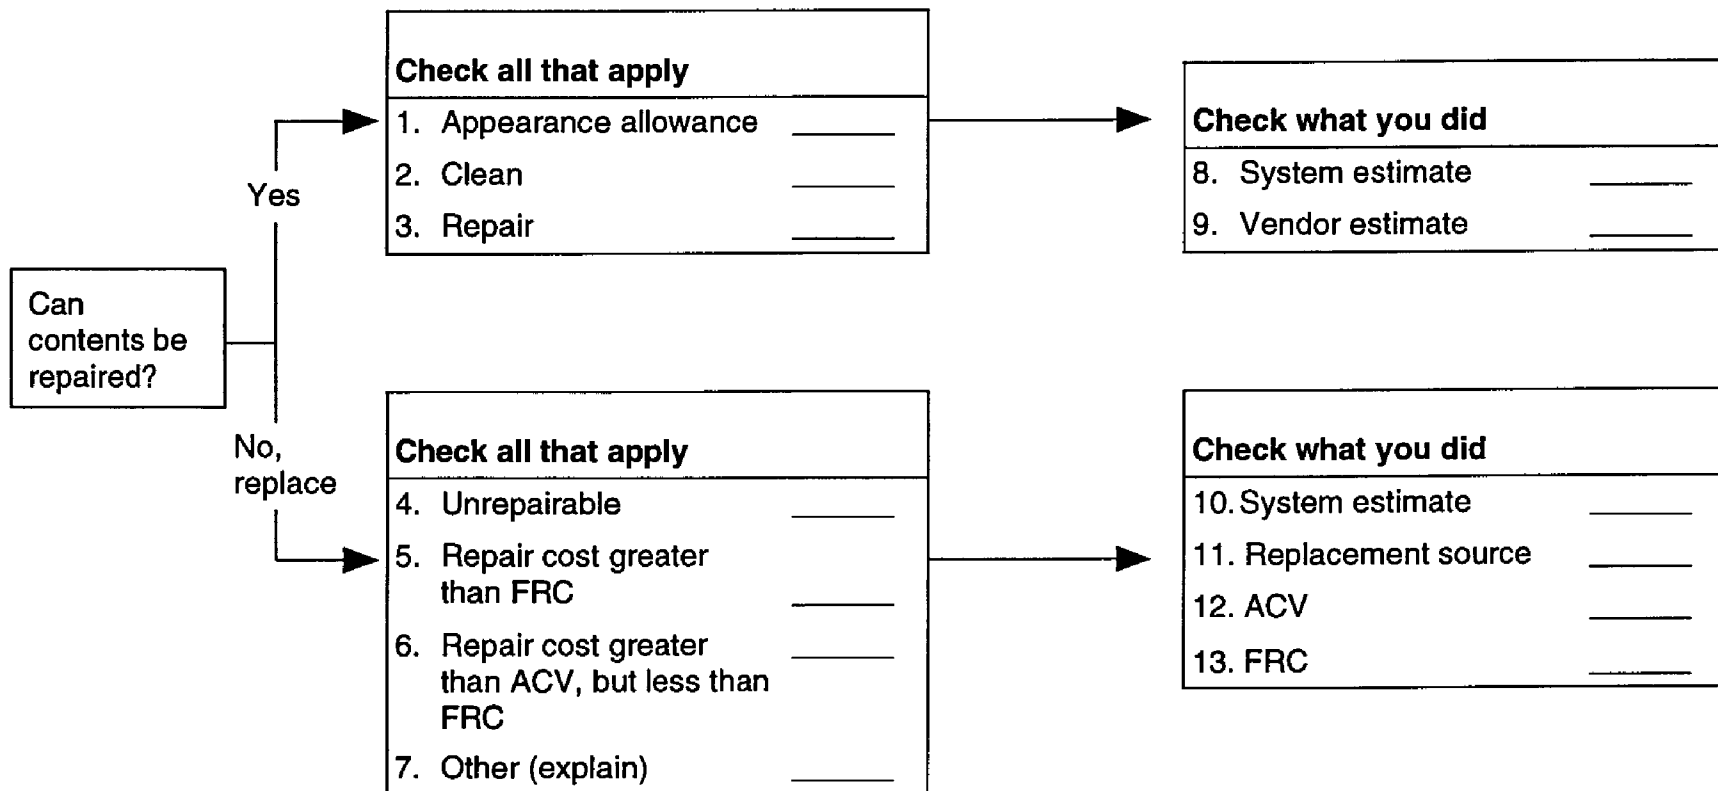 Can
contents be
repaired?
Yes
Check all that apply
1. Appearance allowance
2. Clean
3. Repair
Check what you did
8. System estimate
9. Vendor estimate
No,
replace
Check all that apply
4. Unrepairable
5. Repair cost greater
than FRC
6. Repair cost greater
than ACV, but less than
FRC
7. Other (explain)
Check what you did
10. System estimate
11. Replacement source
12. ACV
13. FRC